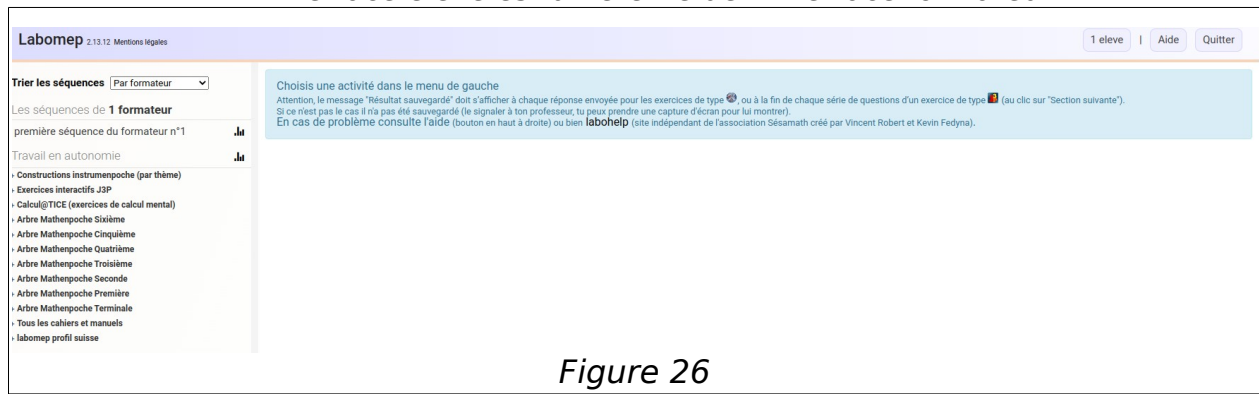 Labomep 2.13.12 Mentions légales
1 eleve | Aide Quitter
Trier les séquences Par formateur
Les séquences de 1 formateur
première séquence du formateur n°1
Travail en autonomie
Constructions instrumenpoche (par thème)
Exercices interactifs J3P
Calcul@TICE (exercices de calcul mental)
Arbre Mathenpoche Sixième
Arbre Mathenpoche Cinquième
Arbre Mathenpoche Quatrième
Arbre Mathenpoche Troisième
Arbre Mathenpoche Seconde
Arbre Mathenpoche Première
Arbre Mathenpoche Terminale
Tous les cahiers et manuels
labomep profil suisse
Choisis une activité dans le menu de gauche
Attention, le message "Résultat sauvegardé" doit s'afficher à chaque réponse envoyée pour les exercices de type , ou à la fin de chaque série de questions d'un exercice de type (au clic sur "Section suivante").
Si ce n'est pas le cas il n'a pas été sauvegardé (le signaler à ton professeur, tu peux prendre une capture d'écran pour lui montrer).
En cas de problème consulte l'aide (bouton en haut à droite) ou bien labohelp (site indépendant de l'association Sésamath créé par Vincent Robert et Kevin Fedyna).
Figure 26